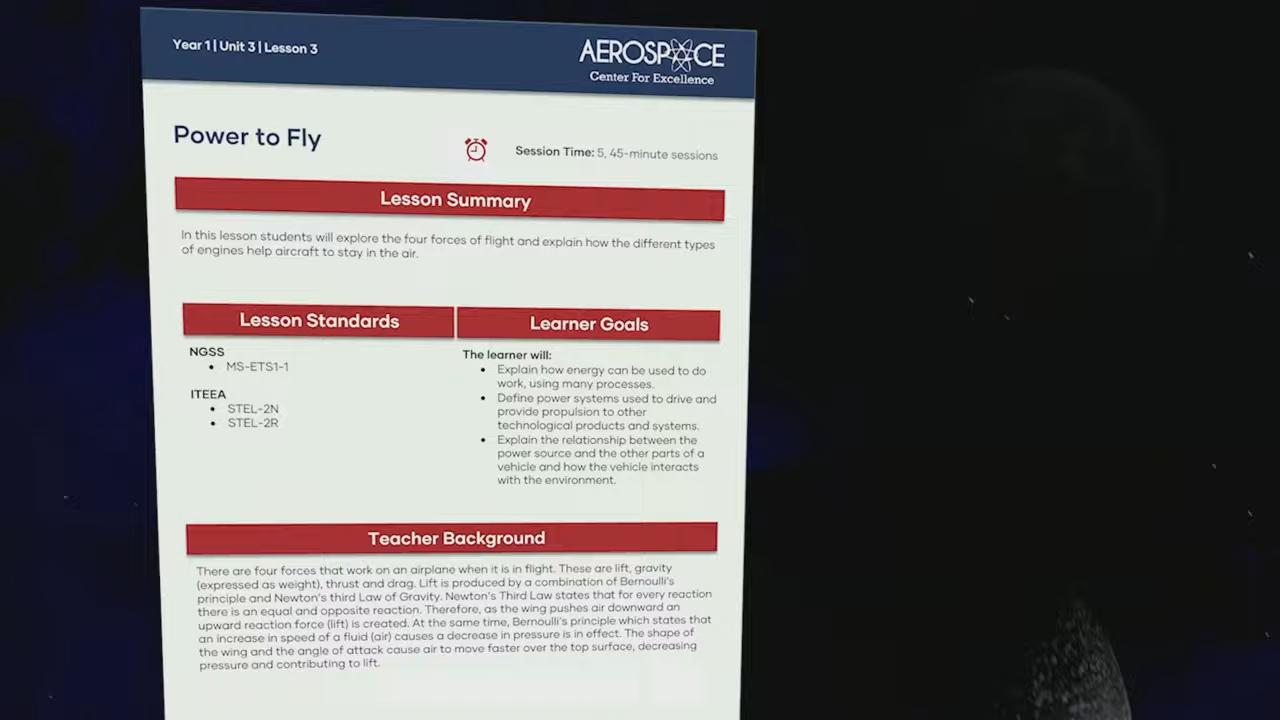 Year 1 | Unit 3 | Lesson 3
AEROSPACE
Center For Excellence
Power to Fly
Session Time: 5, 45-minute sessions
Lesson Summary
In this lesson students will explore the four forces of flight and explain how the different types
of engines help aircraft to stay in the air.
Lesson Standards
NGSS
• MS-ETS1-1
ITEEA
• STEL-2N
• STEL-2R
Learner Goals
The learner will:
• Explain how energy can be used to do
work, using many processes.
• Define power systems used to drive and
provide propulsion to other
technological products and systems.
• Explain the relationship between the
power source and the other parts of a
vehicle and how the vehicle interacts
with the environment.
Teacher Background
There are four forces that work on an airplane when it is in flight. These are lift, gravity
(expressed as weight), thrust and drag. Lift is produced by a combination of Bernoulli's
principle and Newton's third Law of Gravity. Newton's Third Law states that for every reaction
there is an equal and opposite reaction. Therefore, as the wing pushes air downward an
upward reaction force (lift) is created. At the same time, Bernoulli's principle which states that
an increase in speed of a fluid (air) causes a decrease in pressure is in effect. The shape of
the wing and the angle of attack cause air to move faster over the top surface, decreasing
pressure and contributing to lift.